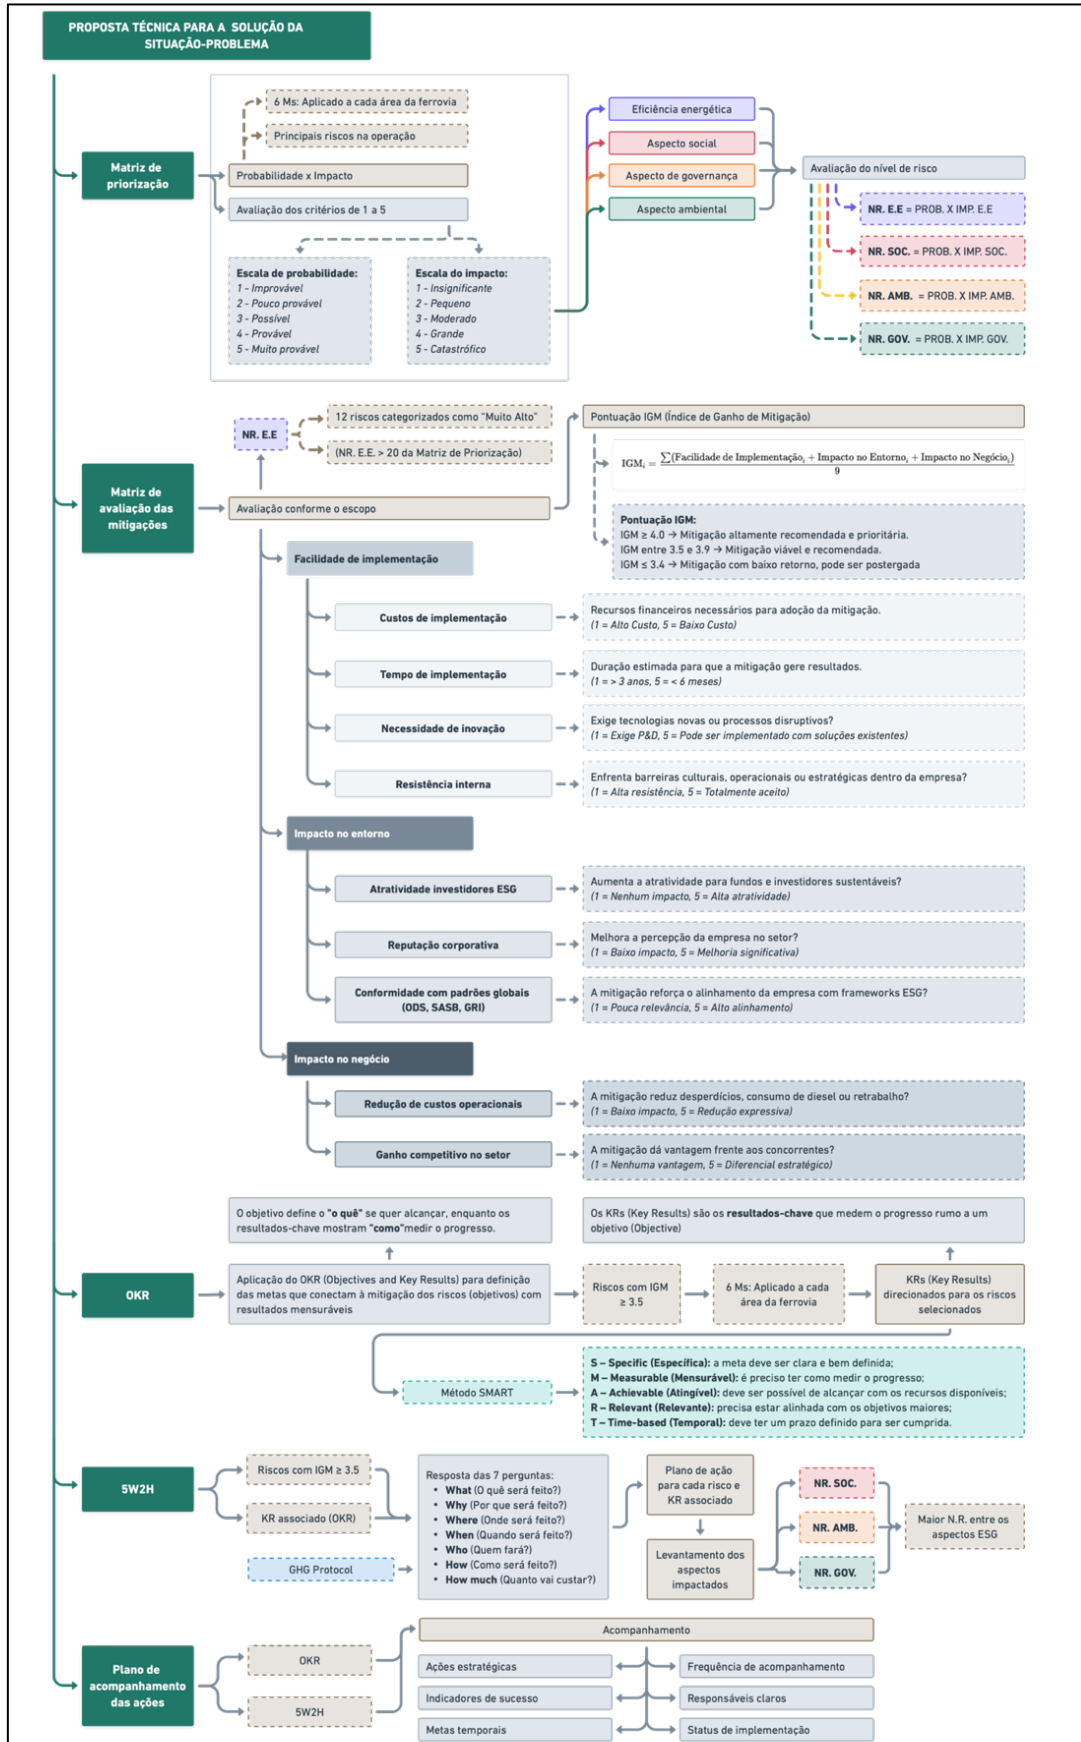 PROPOSTA TÉCNICA PARA A SOLUÇÃO DA
SITUAÇÃO-PROBLEMA
Matriz de
priorização
6 Ms: Aplicado a cada área da ferrovia
Principais riscos na operação
Probabilidade x Impacto
Avaliação dos critérios de 1 a 5
Escala de probabilidade:
1 - Improvável
2 - Pouco provável
3 - Possível
4 - Provável
5 - Muito provável
Escala do impacto:
1 - Insignificante
2 - Pequeno
3 - Moderado
4 - Grande
5 - Catastrófico
Eficiência energética
Aspecto social
Aspecto de governança
Aspecto ambiental
Avaliação do nível de risco
NR. E.E = PROB. X IMP. E.E
NR. SOC. = PROB. X IMP. SOC.
NR. AMB. = PROB. X IMP. AMB.
NR. GOV. = PROB. X IMP. GOV.
Matriz de
avaliação das
mitigações
NR. E.E
12 riscos categorizados como "Muito Alto"
(NR. E.E. > 20 da Matriz de Priorização)
Avaliação conforme o escopo
Pontuação IGM (Índice de Ganho de Mitigação)
IGMᵢ = ∑(Facilidade de Implementaçãoᵢ + Impacto no Entornoᵢ + Impacto no Negócioᵢ) / 9
Pontuação IGM:
IGM ≥ 4.0 → Mitigação altamente recomendada e prioritária.
IGM entre 3.5 e 3.9 → Mitigação viável e recomendada.
IGM ≤ 3.4 → Mitigação com baixo retorno, pode ser postergada
Facilidade de implementação
Custos de implementação
Recursos financeiros necessários para adoção da mitigação.
(1 = Alto Custo, 5 = Baixo Custo)
Tempo de implementação
Duração estimada para que a mitigação gere resultados.
(1 = > 3 anos, 5 = < 6 meses)
Necessidade de inovação
Exige tecnologias novas ou processos disruptivos?
(1 = Exige P&D, 5 = Pode ser implementado com soluções existentes)
Resistência interna
Enfrenta barreiras culturais, operacionais ou estratégicas dentro da empresa?
(1 = Alta resistência, 5 = Totalmente aceito)
Impacto no entorno
Atratividade investidores ESG
Aumenta a atratividade para fundos e investidores sustentáveis?
(1 = Nenhum impacto, 5 = Alta atratividade)
Reputação corporativa
Melhora a percepção da empresa no setor?
(1 = Baixo impacto, 5 = Melhoria significativa)
Conformidade com padrões globais
(ODS, SASB, GRI)
A mitigação reforça o alinhamento da empresa com frameworks ESG?
(1 = Pouca relevância, 5 = Alto alinhamento)
Impacto no negócio
Redução de custos operacionais
A mitigação reduz desperdícios, consumo de diesel ou retrabalho?
(1 = Baixo impacto, 5 = Redução expressiva)
Ganho competitivo no setor
A mitigação dá vantagem frente aos concorrentes?
(1 = Nenhuma vantagem, 5 = Diferencial estratégico)
O objetivo define o "o quê" se quer alcançar, enquanto os
resultados-chave mostram "como"medir o progresso.
Os KRs (Key Results) são os resultados-chave que medem o progresso rumo a um
objetivo (Objective)
OKR
Aplicação do OKR (Objectives and Key Results) para definição
das metas que conectam à mitigação dos riscos (objetivos) com
resultados mensuráveis
Riscos com IGM
≥ 3.5
6 Ms: Aplicado a cada
área da ferrovia
KRs (Key Results)
direcionados para os riscos
selecionados
Método SMART
S – Specific (Específica): a meta deve ser clara e bem definida;
M – Measurable (Mensurável): é preciso ter como medir o progresso;
A – Achievable (Atingível): deve ser possível de alcançar com os recursos disponíveis;
R – Relevant (Relevante): precisa estar alinhada com os objetivos maiores;
T – Time-based (Temporal): deve ter um prazo definido para ser cumprida.
5W2H
Riscos com IGM ≥ 3.5
KR associado (OKR)
GHG Protocol
Resposta das 7 perguntas:
• What (O quê será feito?)
• Why (Por que será feito?)
• Where (Onde será feito?)
• When (Quando será feito?)
• Who (Quem fará?)
• How (Como será feito?)
• How much (Quanto vai custar?)
Plano de ação
para cada risco e
KR associado
Levantamento dos
aspectos
impactados
NR. SOC.
NR. AMB.
NR. GOV.
Maior N.R. entre os
aspectos ESG
Plano de
acompanhamento
das ações
OKR
5W2H
Acompanhamento
Ações estratégicas
Frequência de acompanhamento
Indicadores de sucesso
Responsáveis claros
Metas temporais
Status de implementação